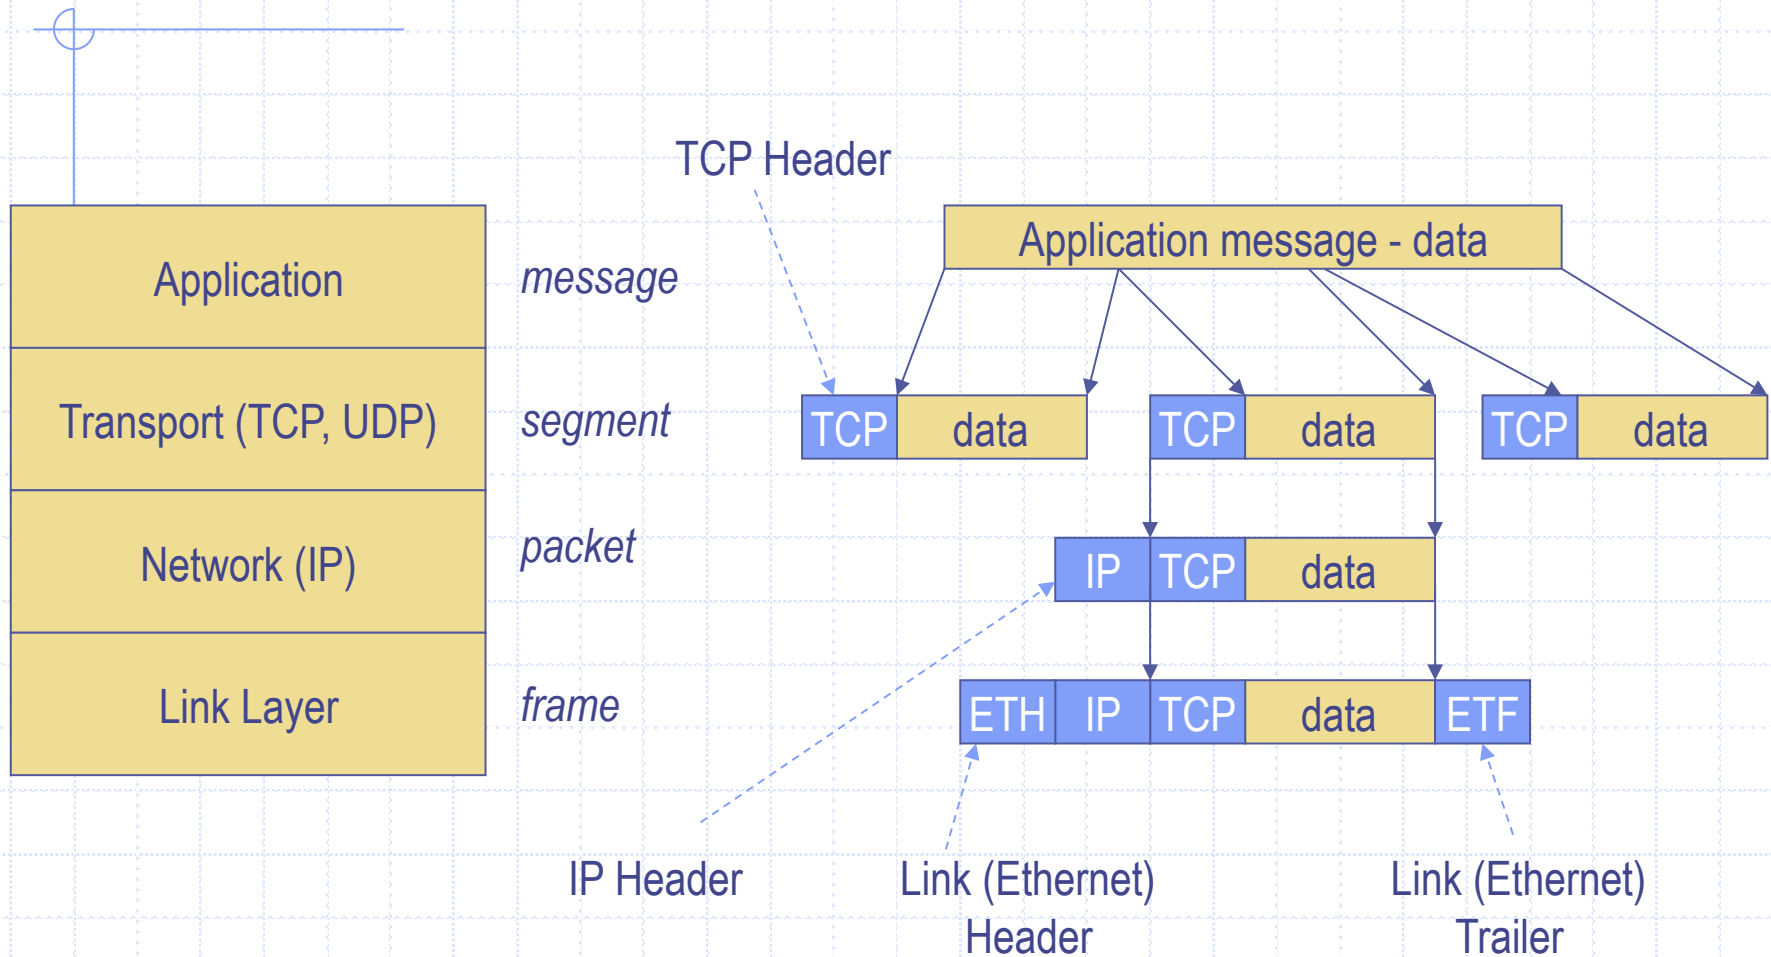 TCP Header
Application message - data
Application
message
Transport (TCP, UDP)
segment
TCP data
TCP data
TCP data
Network (IP)
packet
IP TCP data
Link Layer
frame
ETH IP TCP data ETF
IP Header
Link (Ethernet)
Header
Link (Ethernet)
Trailer